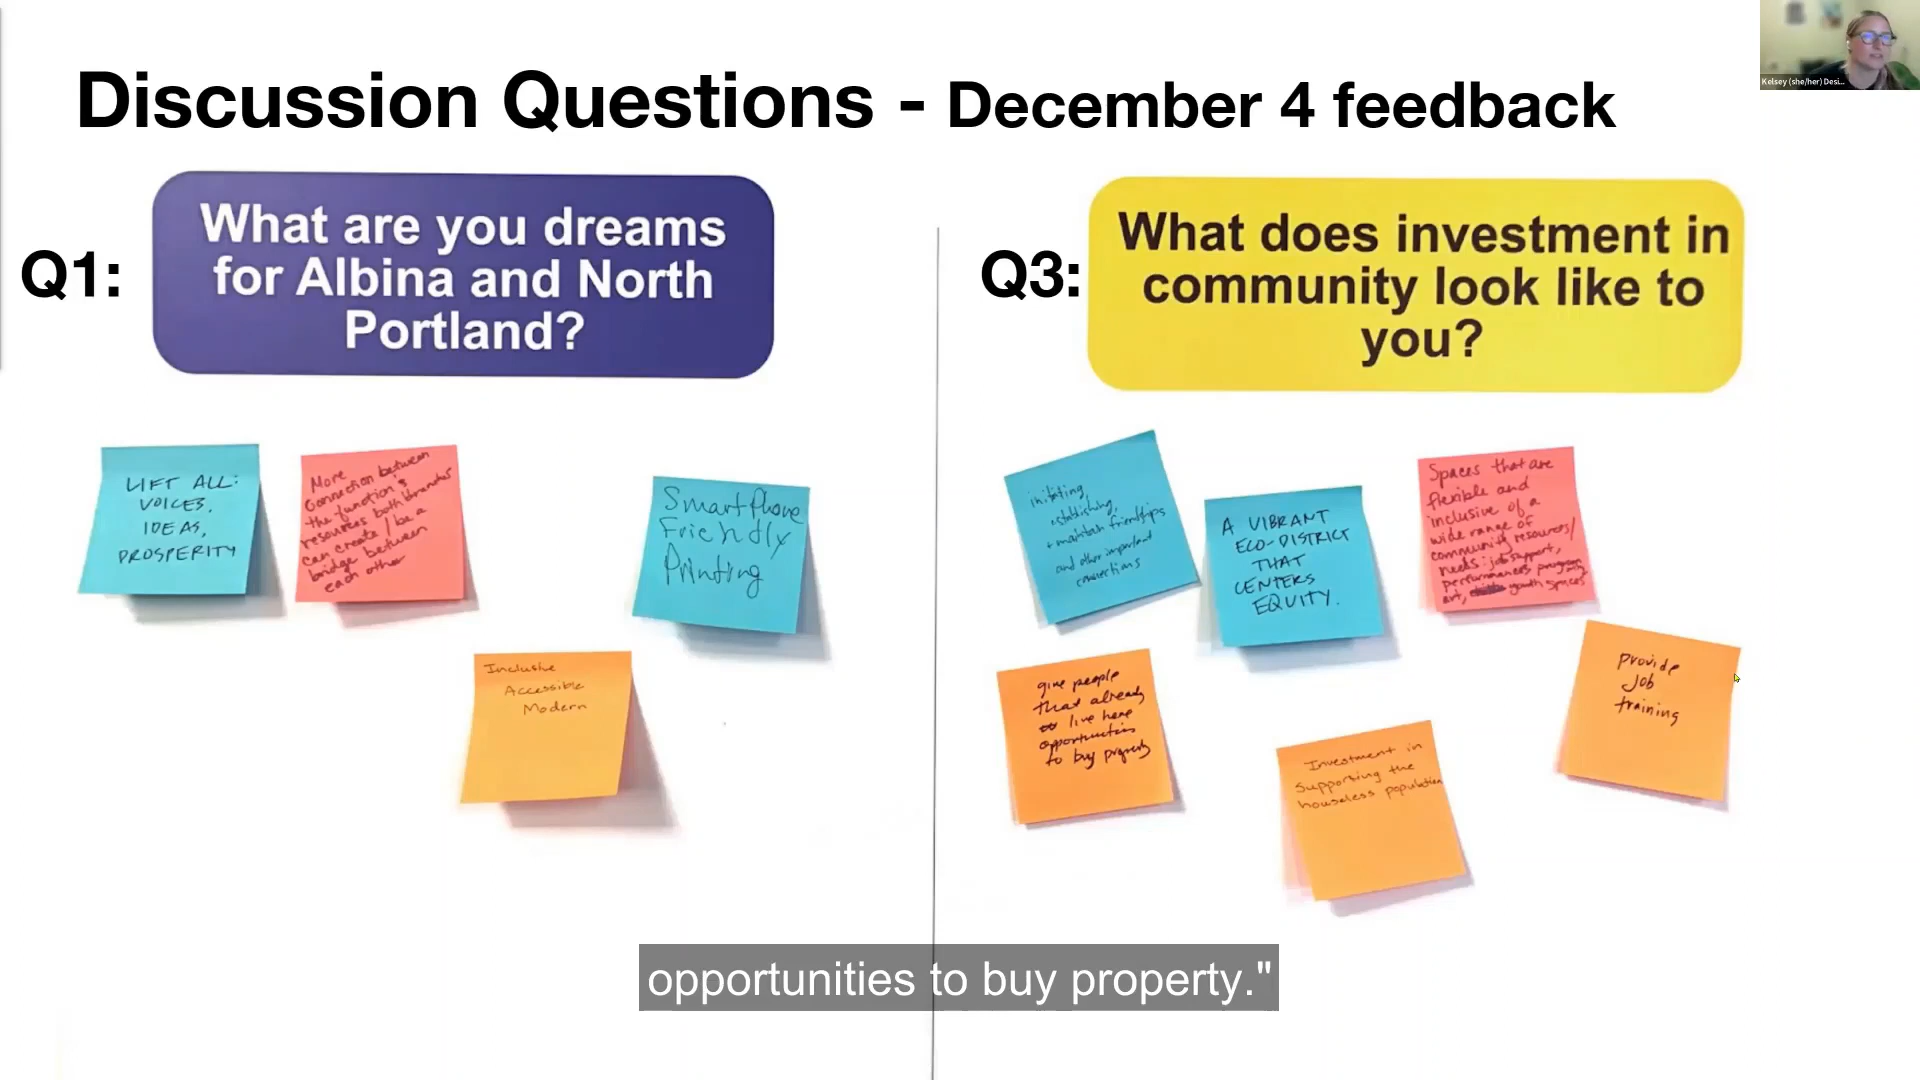 Discussion Questions - December 4 feedback
Kelsey (she/her) Desi...
Q1:
What are you dreams
for Albina and North
Portland?
LIFT ALL:
VOICES,
IDEAS,
PROSPERITY
More
connection between
the function's
resources both branches
can create/be a
bridge between
each other
Smartphone
Friendly
Printing
Inclusive
Accessible
Modern
Q3:
What does investment in
community look like to
you?
initiating,
establishing,
+ maintain friendships
and other important
connections
A VIBRANT
ECO-DISTRICT
THAT
CENTERS
EQUITY.
Spaces that are
flexible and
inclusive of a
wide range of
community resources/
needs: job support,
performances, program
art, youth spaces
give people
that already
live here
opportunities
to buy property
Investment in
supporting the
houseless population
provide
job
training
opportunities to buy property."